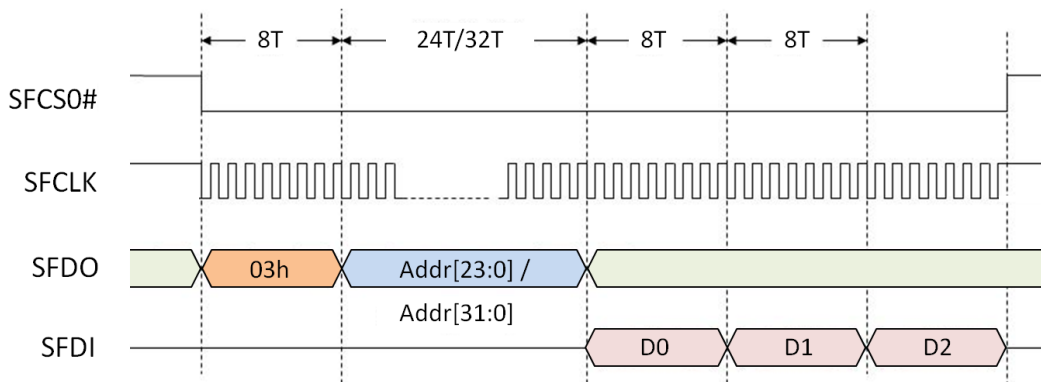 8T 24T/32T 8T 8T
SFCS0#
SFCLK
SFDO 03h Addr[23:0] /
Addr[31:0]
SFDI D0 D1 D2